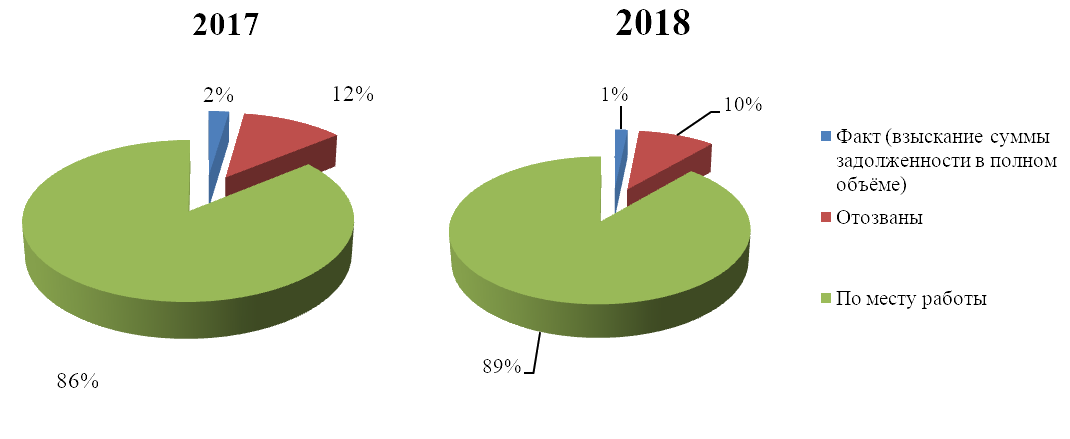 2017
2018
2%
12%
1%
10%
86%
89%
Факт (взыскание суммы
задолженности в полном
объёме)
Отозваны
По месту работы